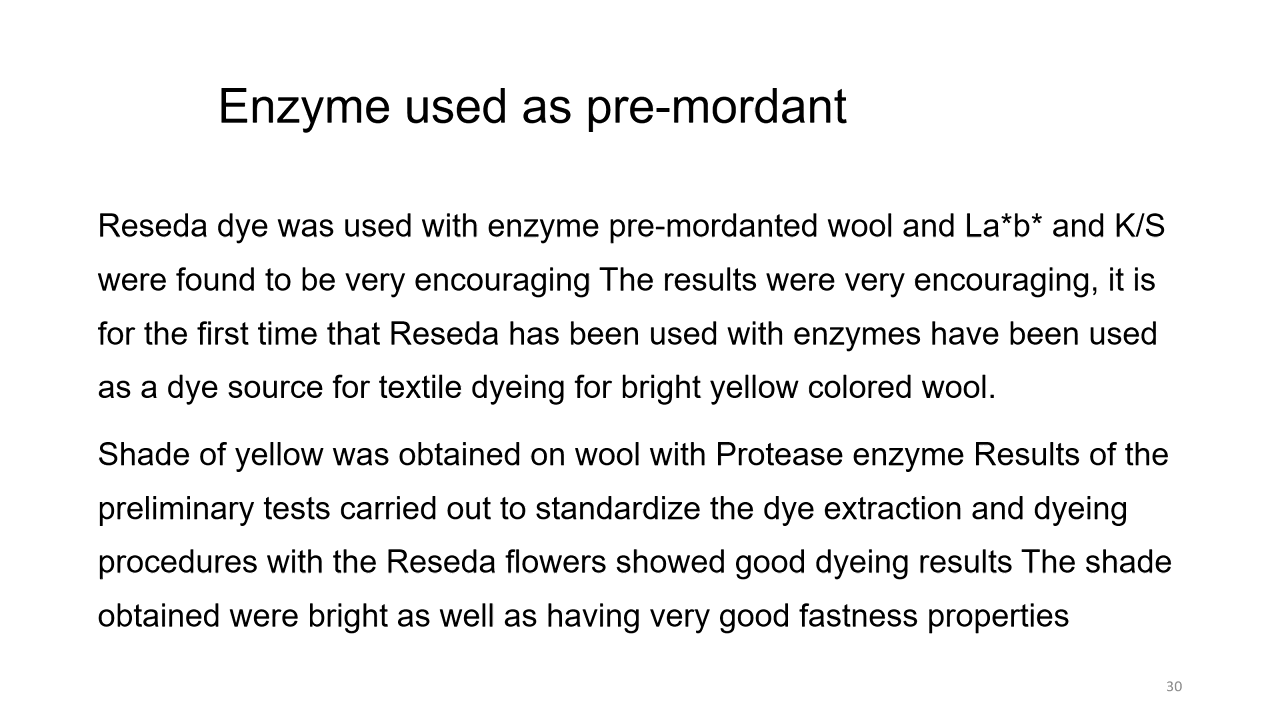 Enzyme used as pre-mordant
Reseda dye was used with enzyme pre-mordanted wool and La*b* and K/S
were found to be very encouraging The results were very encouraging, it is
for the first time that Reseda has been used with enzymes have been used
as a dye source for textile dyeing for bright yellow colored wool.
Shade of yellow was obtained on wool with Protease enzyme Results of the
preliminary tests carried out to standardize the dye extraction and dyeing
procedures with the Reseda flowers showed good dyeing results The shade
obtained were bright as well as having very good fastness properties
30